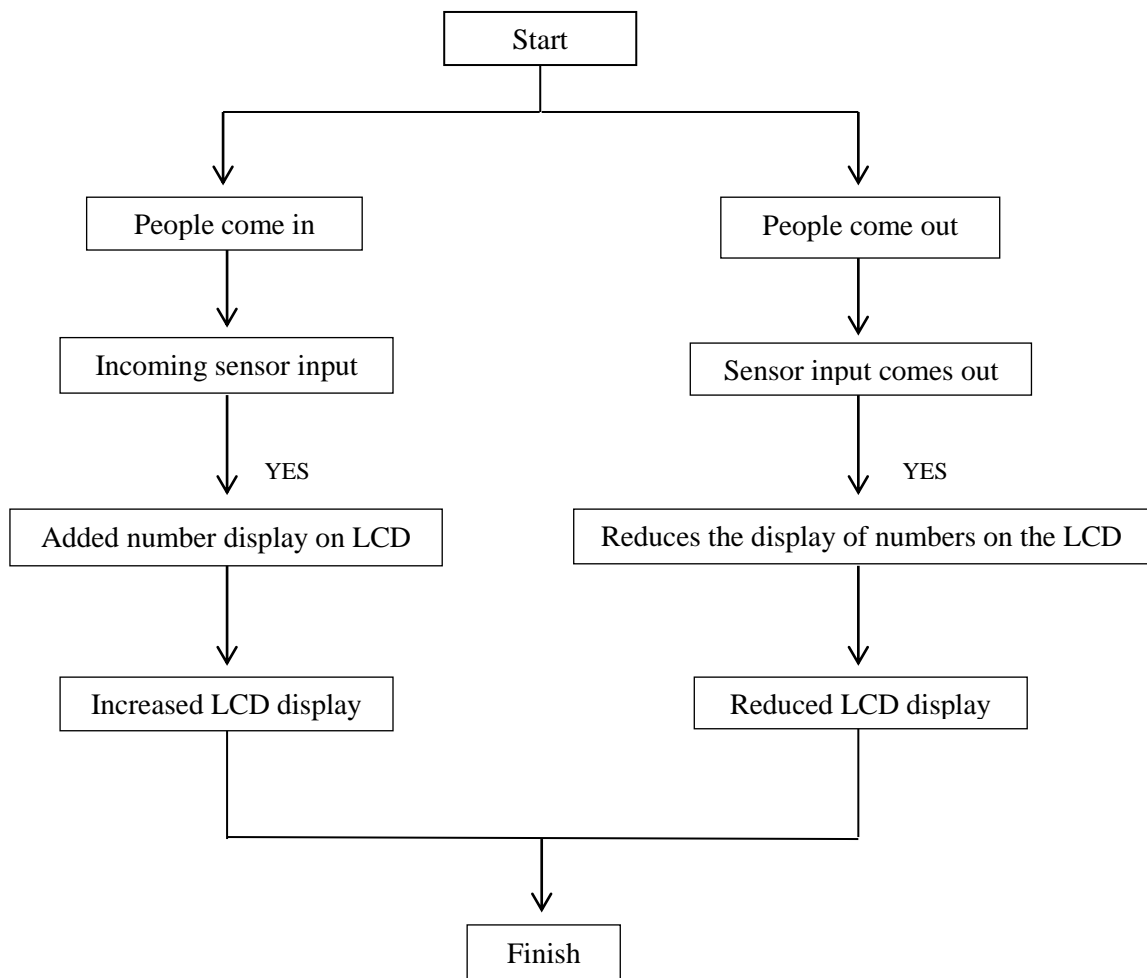 Start
People come in
People come out
Incoming sensor input
Sensor input comes out
YES
YES
Added number display on LCD
Reduces the display of numbers on the LCD
Increased LCD display
Reduced LCD display
Finish